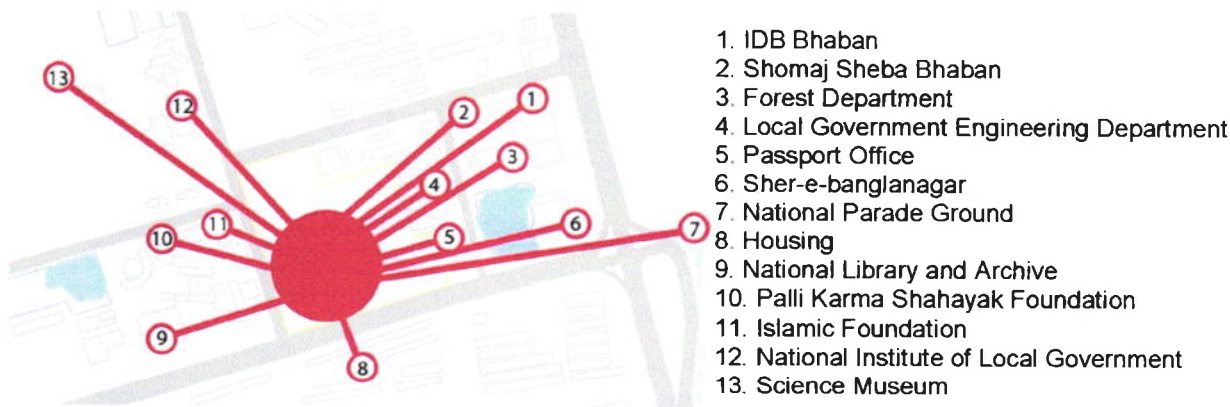 13
12
1
2
3
4
11
10
5
6
7
9
8
1. IDB Bhaban
2. Shomaj Sheba Bhaban
3. Forest Department
4. Local Government Engineering Department
5. Passport Office
6. Sher-e-banglanagar
7. National Parade Ground
8. Housing
9. National Library and Archive
10. Palli Karma Shahayak Foundation
11. Islamic Foundation
12. National Institute of Local Government
13. Science Museum